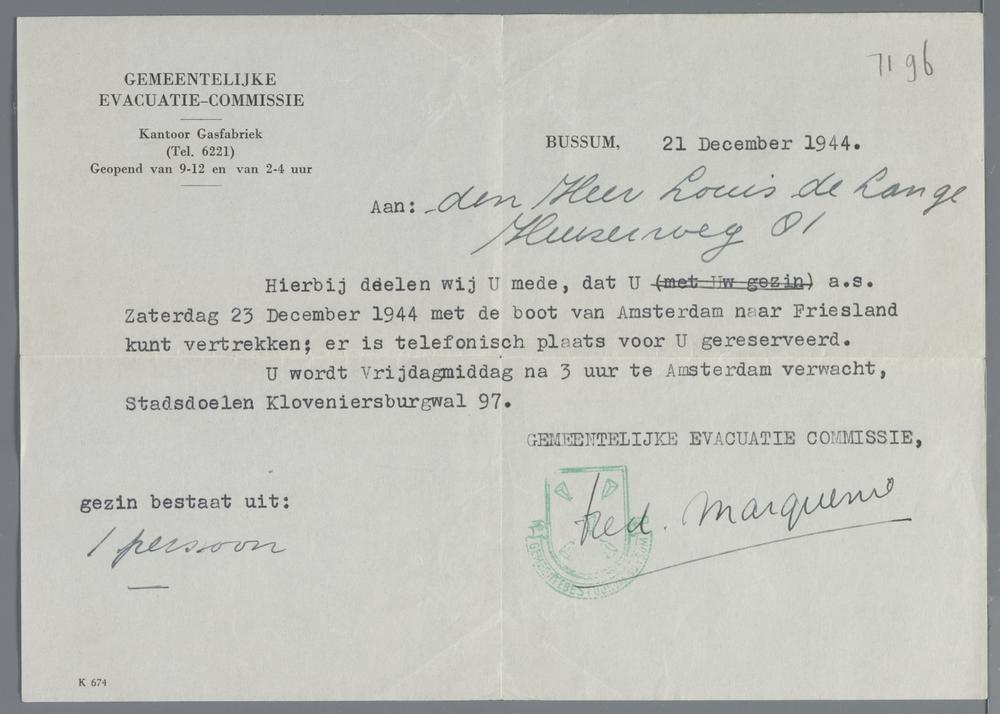 7196
GEMEENTELIJKE
EVACUATIE-COMMISSIE
Kantoor Gasfabriek
(Tel. 6221)
Geopend van 9-12 en van 2-4 uur
BUSSUM, 21 December 1944.
Aan: den Heer Louis de Lange
Huizerweg 81
Hierbij deelen wij U mede, dat U (met Uw gezin) a.s.
Zaterdag 23 December 1944 met de boot van Amsterdam naar Friesland
kunt vertrekken; er is telefonisch plaats voor U gereserveerd.
U wordt Vrijdagmiddag na 3 uur te Amsterdam verwacht,
Stadsdoelen Kloveniersburgwal 97.
GEMEENTELIJKE EVACUATIE COMMISSIE,
gezin bestaat uit:
1 persoon
Fred. Marquenie
GEMEENTEBESTUUR
K 674